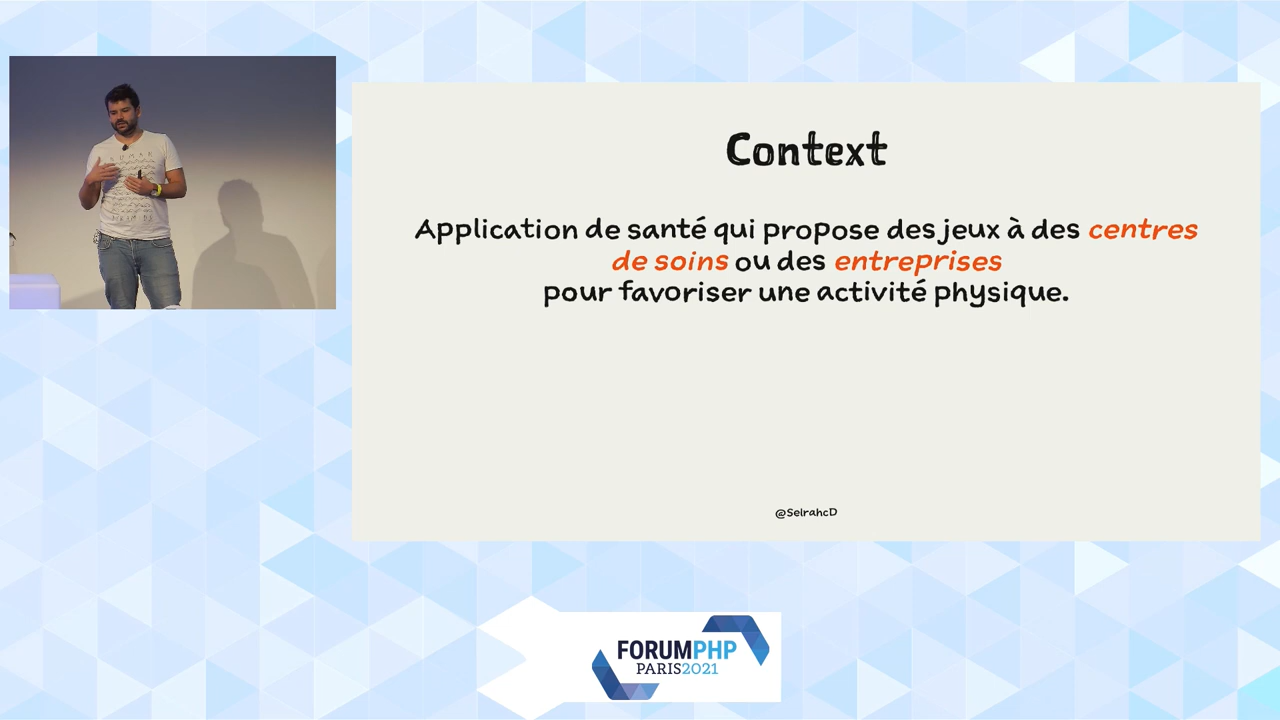 Context
Application de santé qui propose des jeux à des centres
de soins ou des entreprises
pour favoriser une activité physique.
@SelrahcD
FORUMPHP
PARIS2021